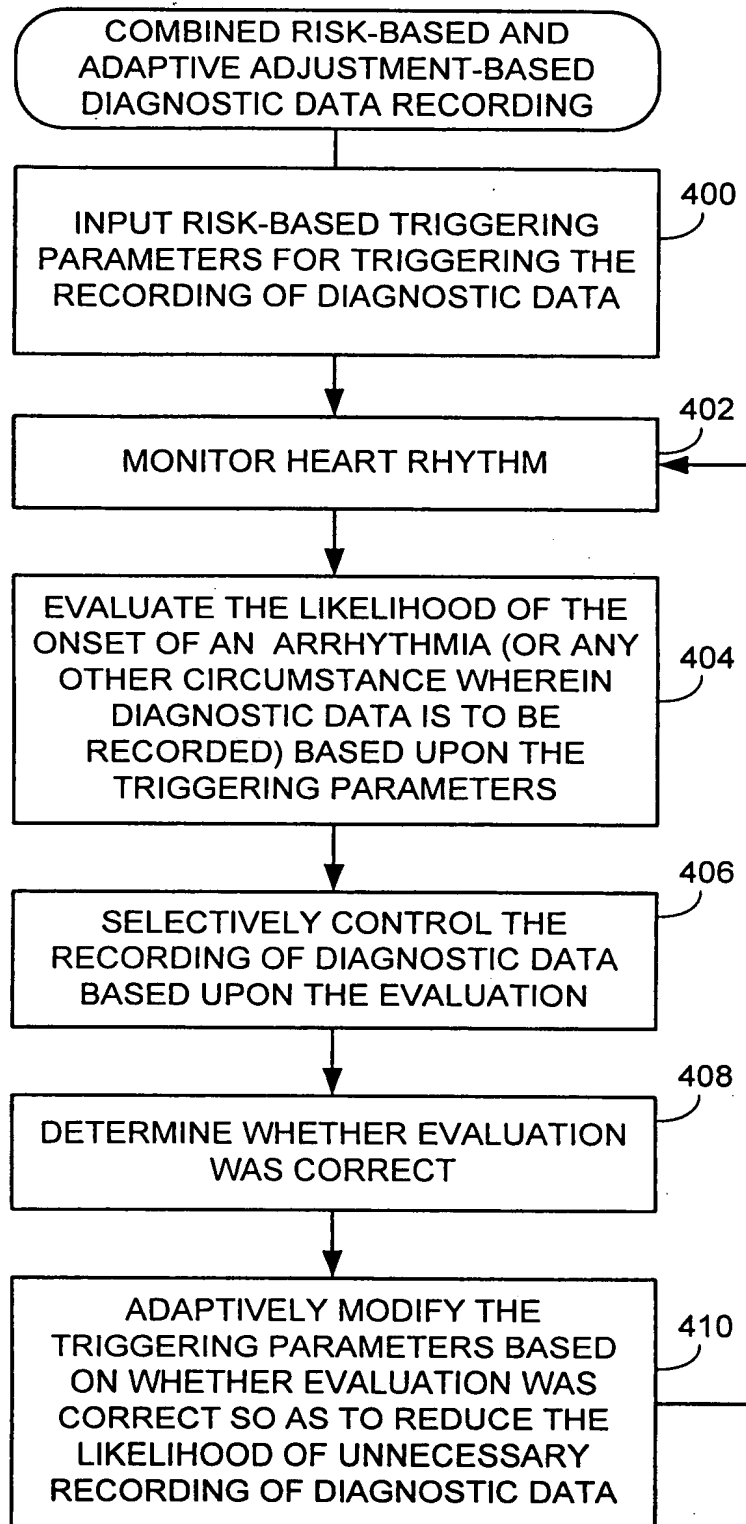 COMBINED RISK-BASED AND
ADAPTIVE ADJUSTMENT-BASED
DIAGNOSTIC DATA RECORDING
400
INPUT RISK-BASED TRIGGERING
PARAMETERS FOR TRIGGERING THE
RECORDING OF DIAGNOSTIC DATA
402
MONITOR HEART RHYTHM
404
EVALUATE THE LIKELIHOOD OF THE
ONSET OF AN ARRHYTHMIA (OR ANY
OTHER CIRCUMSTANCE WHEREIN
DIAGNOSTIC DATA IS TO BE
RECORDED) BASED UPON THE
TRIGGERING PARAMETERS
406
SELECTIVELY CONTROL THE
RECORDING OF DIAGNOSTIC DATA
BASED UPON THE EVALUATION
408
DETERMINE WHETHER EVALUATION
WAS CORRECT
410
ADAPTIVELY MODIFY THE
TRIGGERING PARAMETERS BASED
ON WHETHER EVALUATION WAS
CORRECT SO AS TO REDUCE THE
LIKELIHOOD OF UNNECESSARY
RECORDING OF DIAGNOSTIC DATA